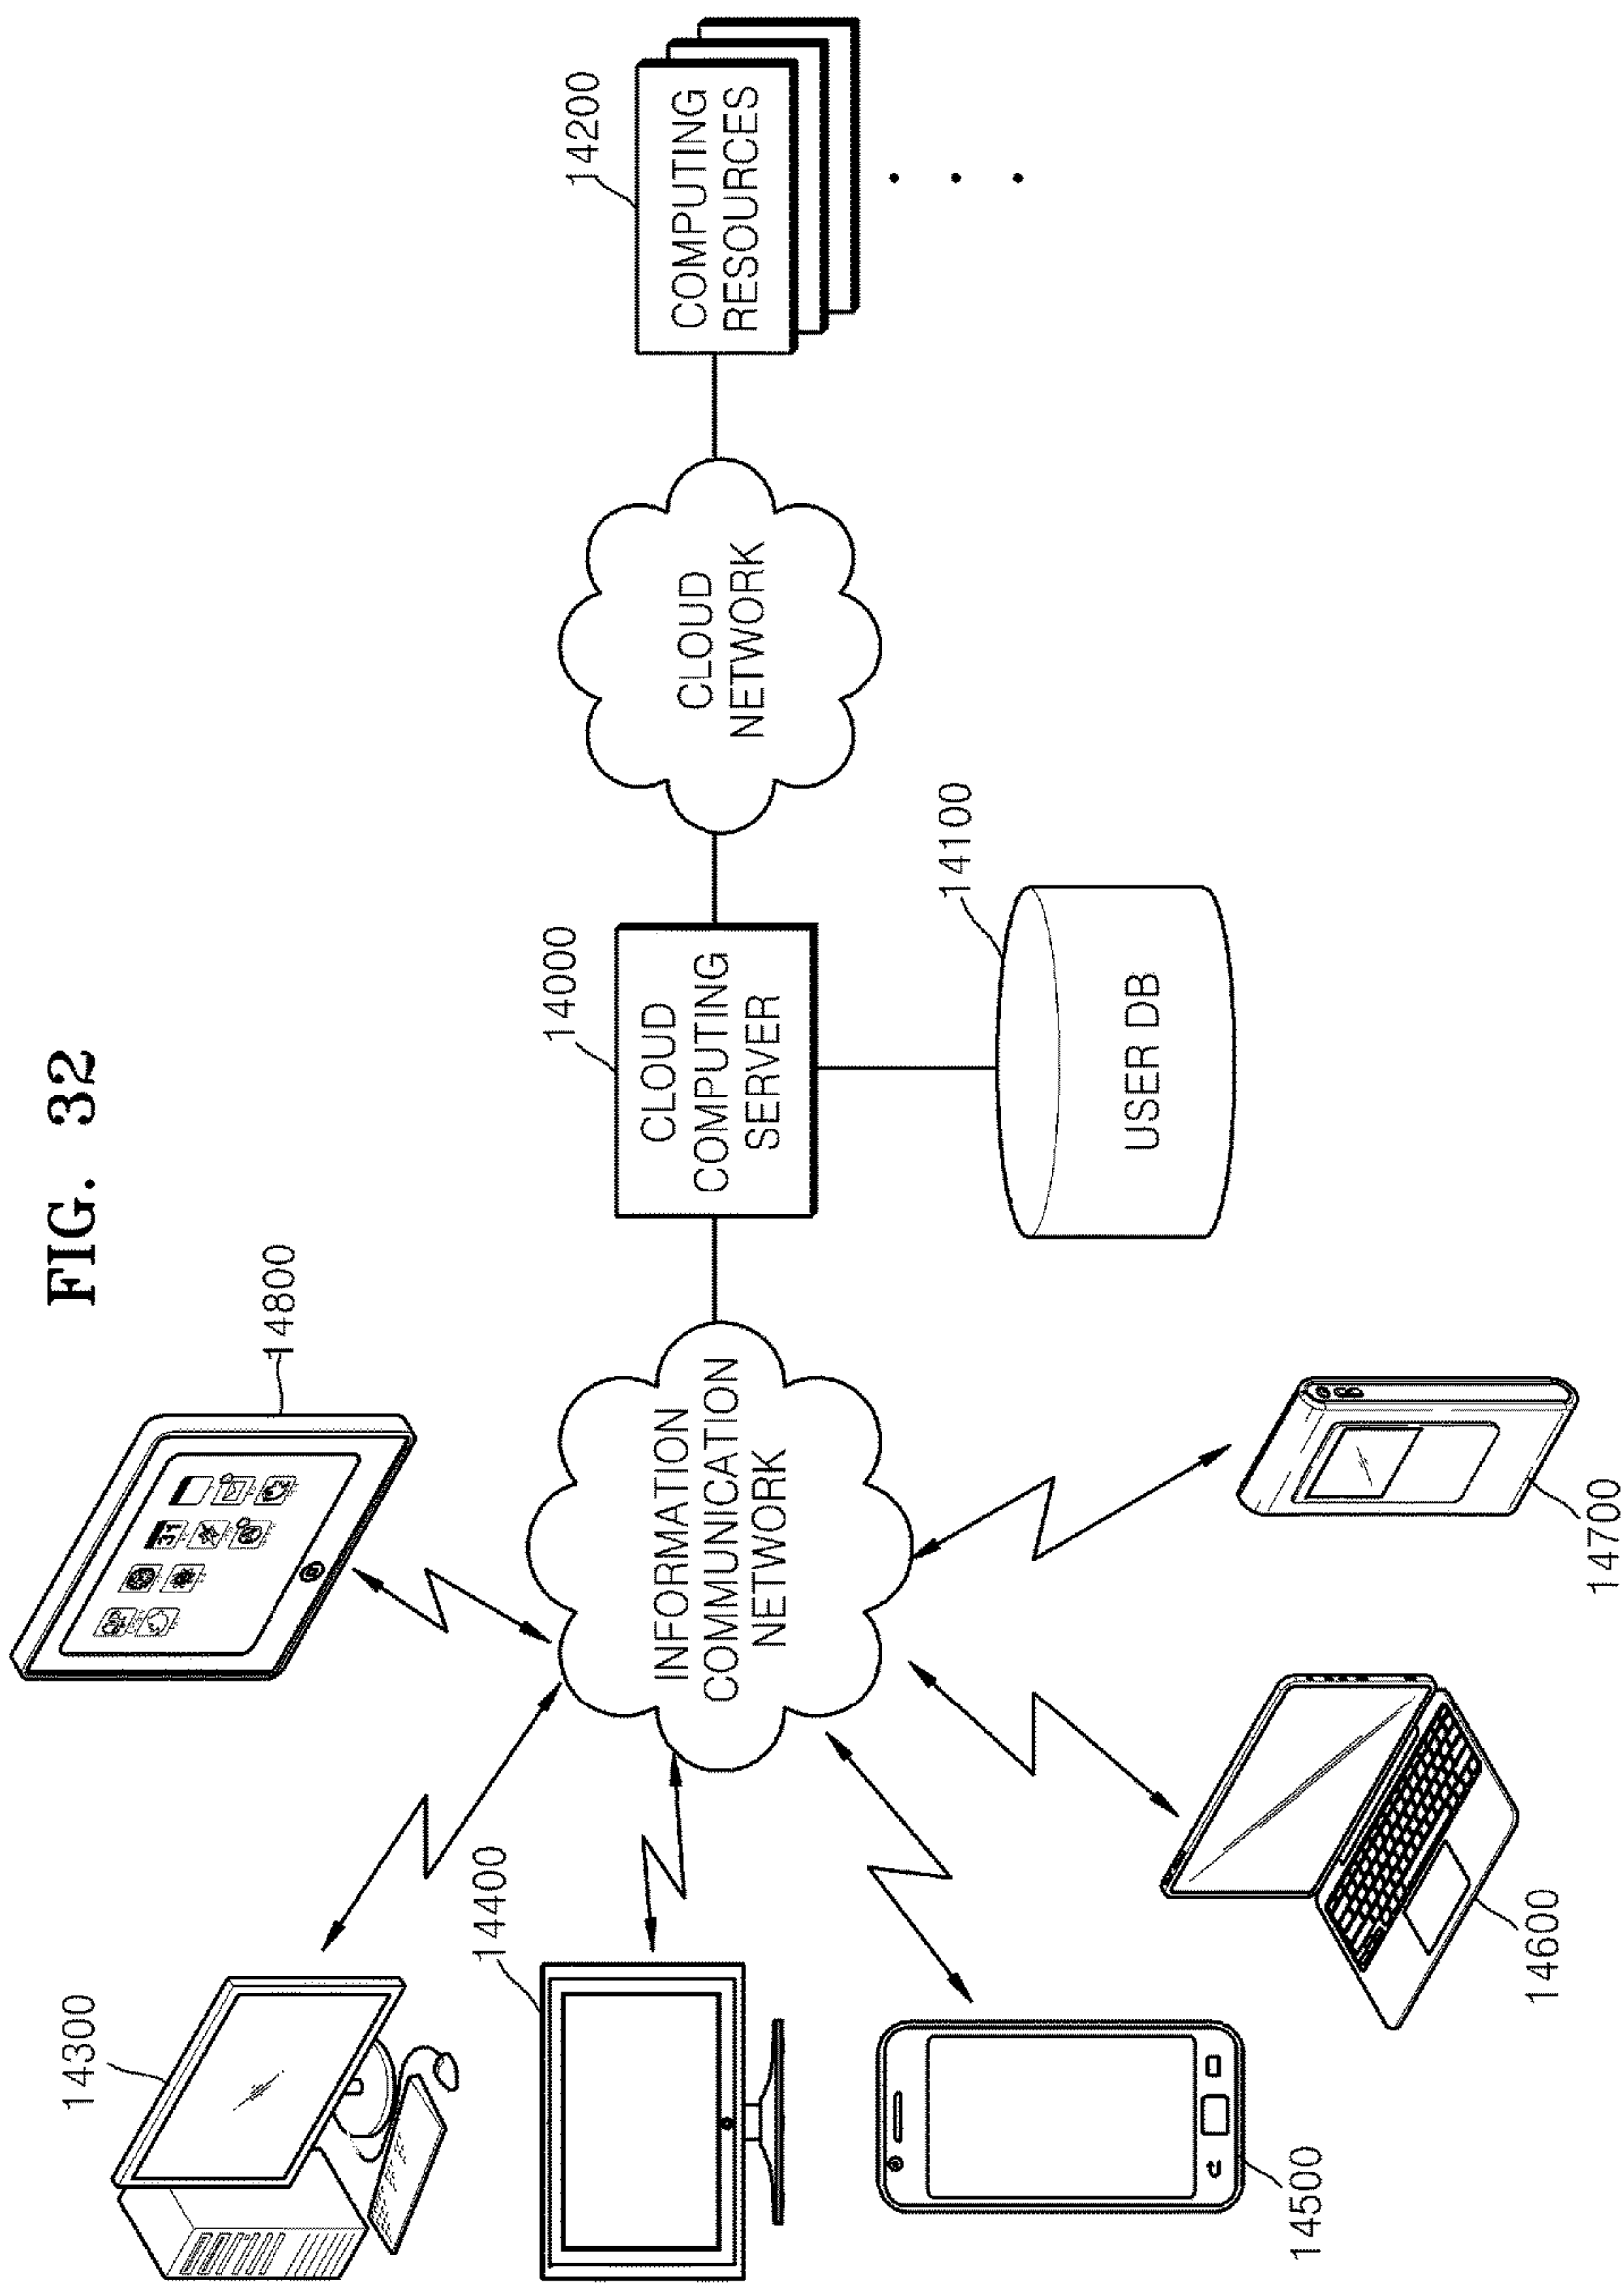 FIG. 32
14800
14300
14400
14500
14600
14700
INFORMATION
COMMUNICATION
NETWORK
14000
CLOUD
COMPUTING
SERVER
14100
USER DB
CLOUD
NETWORK
14200
COMPUTING
RESOURCES
31